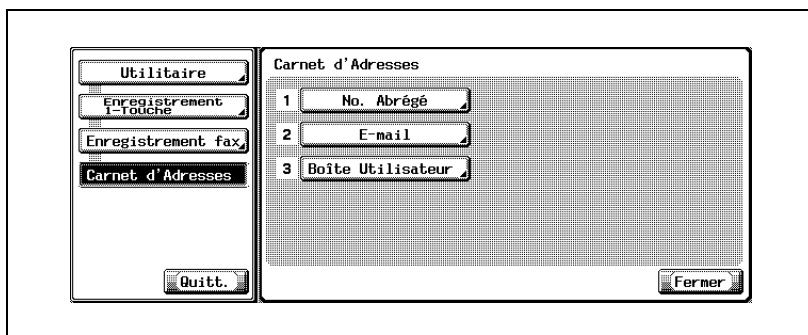 Utilitaire
Enregistrement
1-Touche
Enregistrement fax
Carnet d'Adresses
Quitt.
Carnet d'Adresses
1 No. Abrégé
2 E-mail
3 Boîte Utilisateur
Fermer